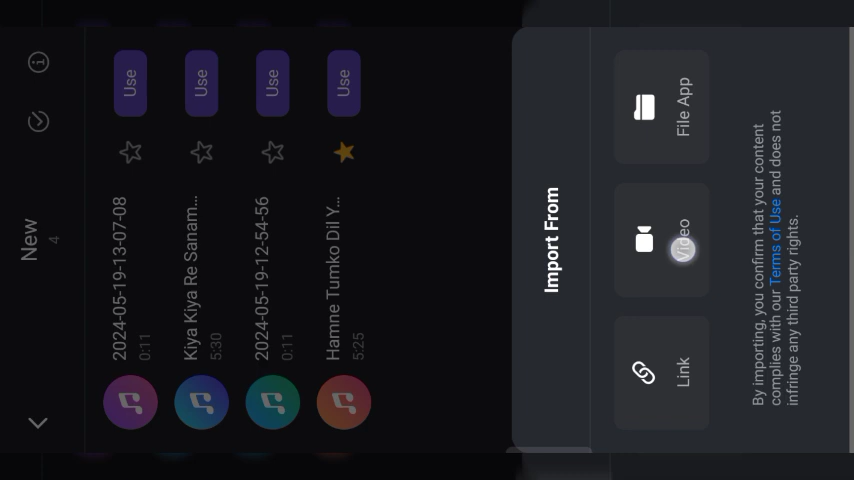 New
4
2024-05-19-13-07-08
0:11
Use
Kiya Kiya Re Sanam...
5:30
Use
2024-05-19-12-54-56
0:11
Use
Hamne Tumko Dil Y...
5:25
Use
Import From
Link
Video
File App
By importing, you confirm that your content
complies with our Terms of Use and does not
infringe any third party rights.